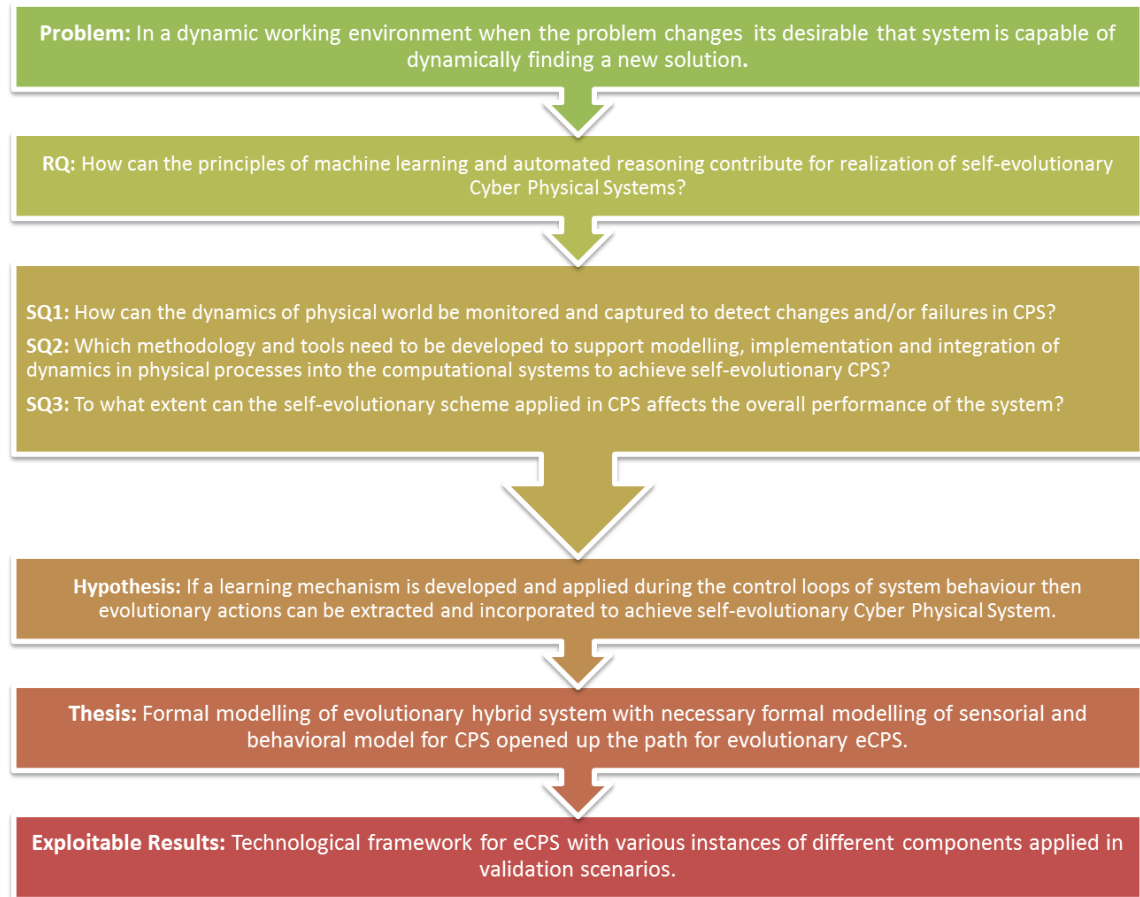 Problem: In a dynamic working environment when the problem changes its desirable that system is capable of
dynamically finding a new solution.
RQ: How can the principles of machine learning and automated reasoning contribute for realization of self-evolutionary
Cyber Physical Systems?
SQ1: How can the dynamics of physical world be monitored and captured to detect changes and/or failures in CPS?
SQ2: Which methodology and tools need to be developed to support modelling, implementation and integration of
dynamics in physical processes into the computational systems to achieve self-evolutionary CPS?
SQ3: To what extent can the self-evolutionary scheme applied in CPS affects the overall performance of the system?
Hypothesis: If a learning mechanism is developed and applied during the control loops of system behaviour then
evolutionary actions can be extracted and incorporated to achieve self-evolutionary Cyber Physical System.
Thesis: Formal modelling of evolutionary hybrid system with necessary formal modelling of sensorial and
behavioral model for CPS opened up the path for evolutionary eCPS.
Exploitable Results: Technological framework for eCPS with various instances of different components applied in
validation scenarios.